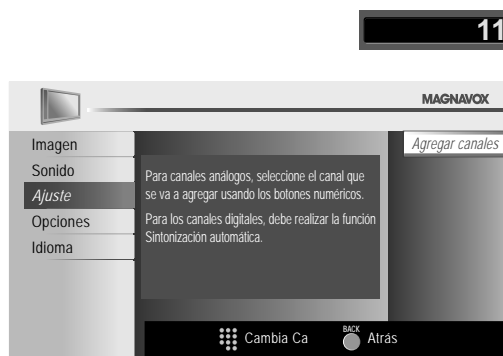 11
MAGNAVOX
Imagen
Sonido
Ajuste
Opciones
Idioma
Agregar canales
Para canales análogos, seleccione el canal que
se va a agregar usando los botones numéricos.
Para los canales digitales, debe realizar la función
Sintonización automática.
Cambia Ca
BACK
Atrás